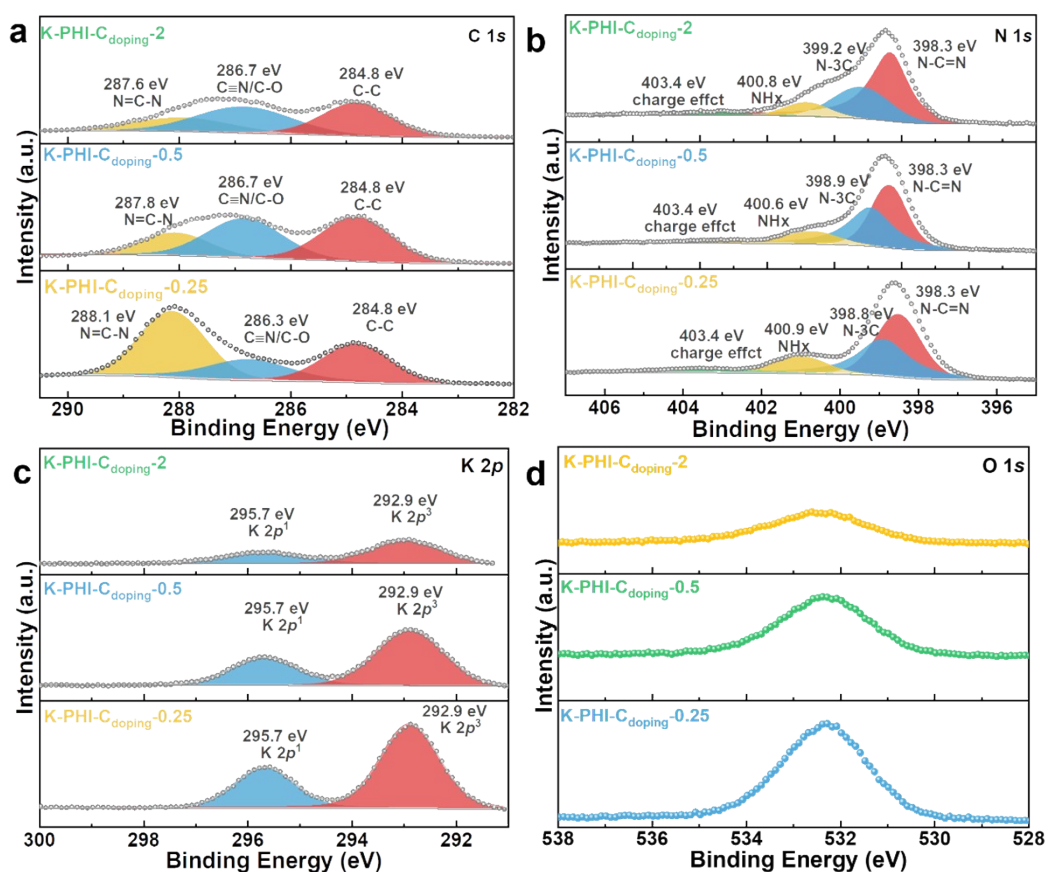 a
C 1s
K-PHI-Cdoping-2
287.6 eV
N=C-N
286.7 eV
C≡N/C-O
284.8 eV
C-C
K-PHI-Cdoping-0.5
287.8 eV
N=C-N
286.7 eV
C≡N/C-O
284.8 eV
C-C
K-PHI-Cdoping-0.25
288.1 eV
N=C-N
286.3 eV
C≡N/C-O
284.8 eV
C-C
Intensity (a.u.)
290 288 286 284 282
Binding Energy (eV)
b
N 1s
K-PHI-Cdoping-2
403.4 eV
charge effct
400.8 eV
NHx
399.2 eV
N-3C
398.3 eV
N-C=N
K-PHI-Cdoping-0.5
403.4 eV
charge effct
400.6 eV
NHx
398.9 eV
N-3C
398.3 eV
N-C=N
K-PHI-Cdoping-0.25
403.4 eV
charge effct
400.9 eV
NHx
398.8 eV
N-3C
398.3 eV
N-C=N
Intensity (a.u.)
406 404 402 400 398 396
Binding Energy (eV)
c
K 2p
K-PHI-Cdoping-2
295.7 eV
K 2p¹
292.9 eV
K 2p³
K-PHI-Cdoping-0.5
295.7 eV
K 2p¹
292.9 eV
K 2p³
K-PHI-Cdoping-0.25
295.7 eV
K 2p¹
292.9 eV
K 2p³
Intensity (a.u.)
300 298 296 294 292
Binding Energy (eV)
d
O 1s
K-PHI-Cdoping-2
K-PHI-Cdoping-0.5
K-PHI-Cdoping-0.25
Intensity (a.u.)
538 536 534 532 530 528
Binding Energy (eV)